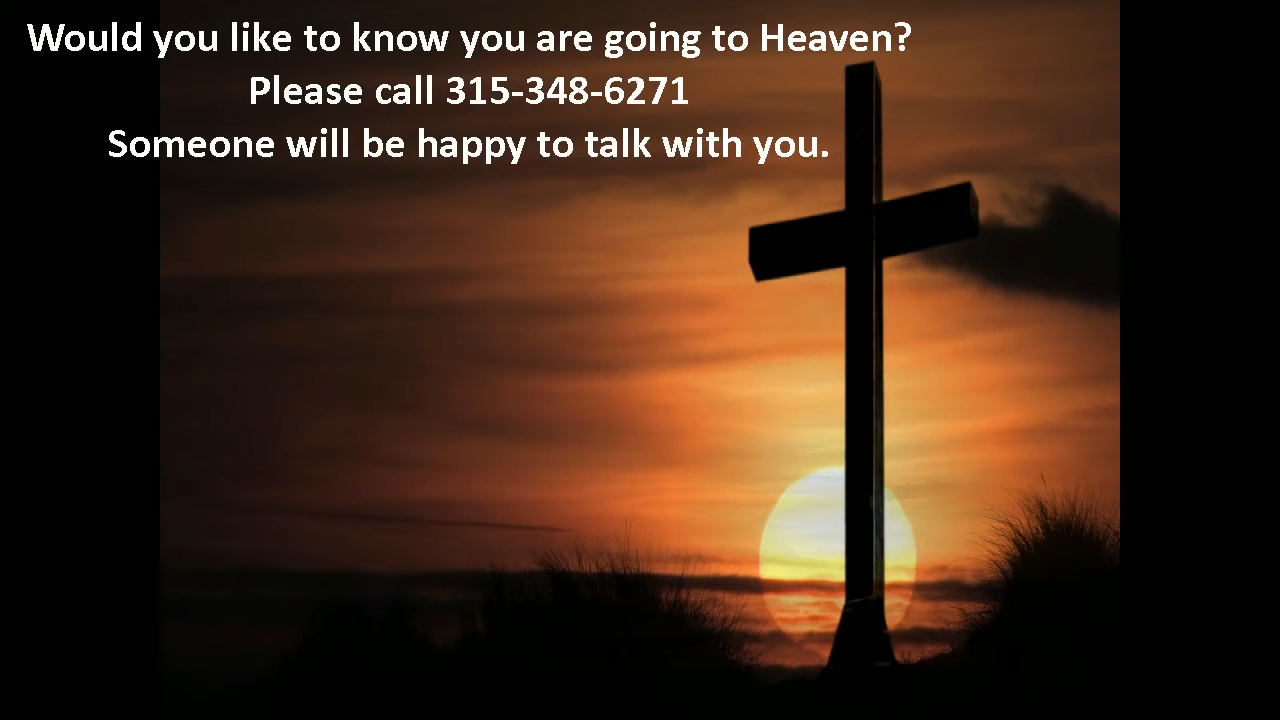 Would you like to know you are going to Heaven?
Please call 315-348-6271
Someone will be happy to talk with you.